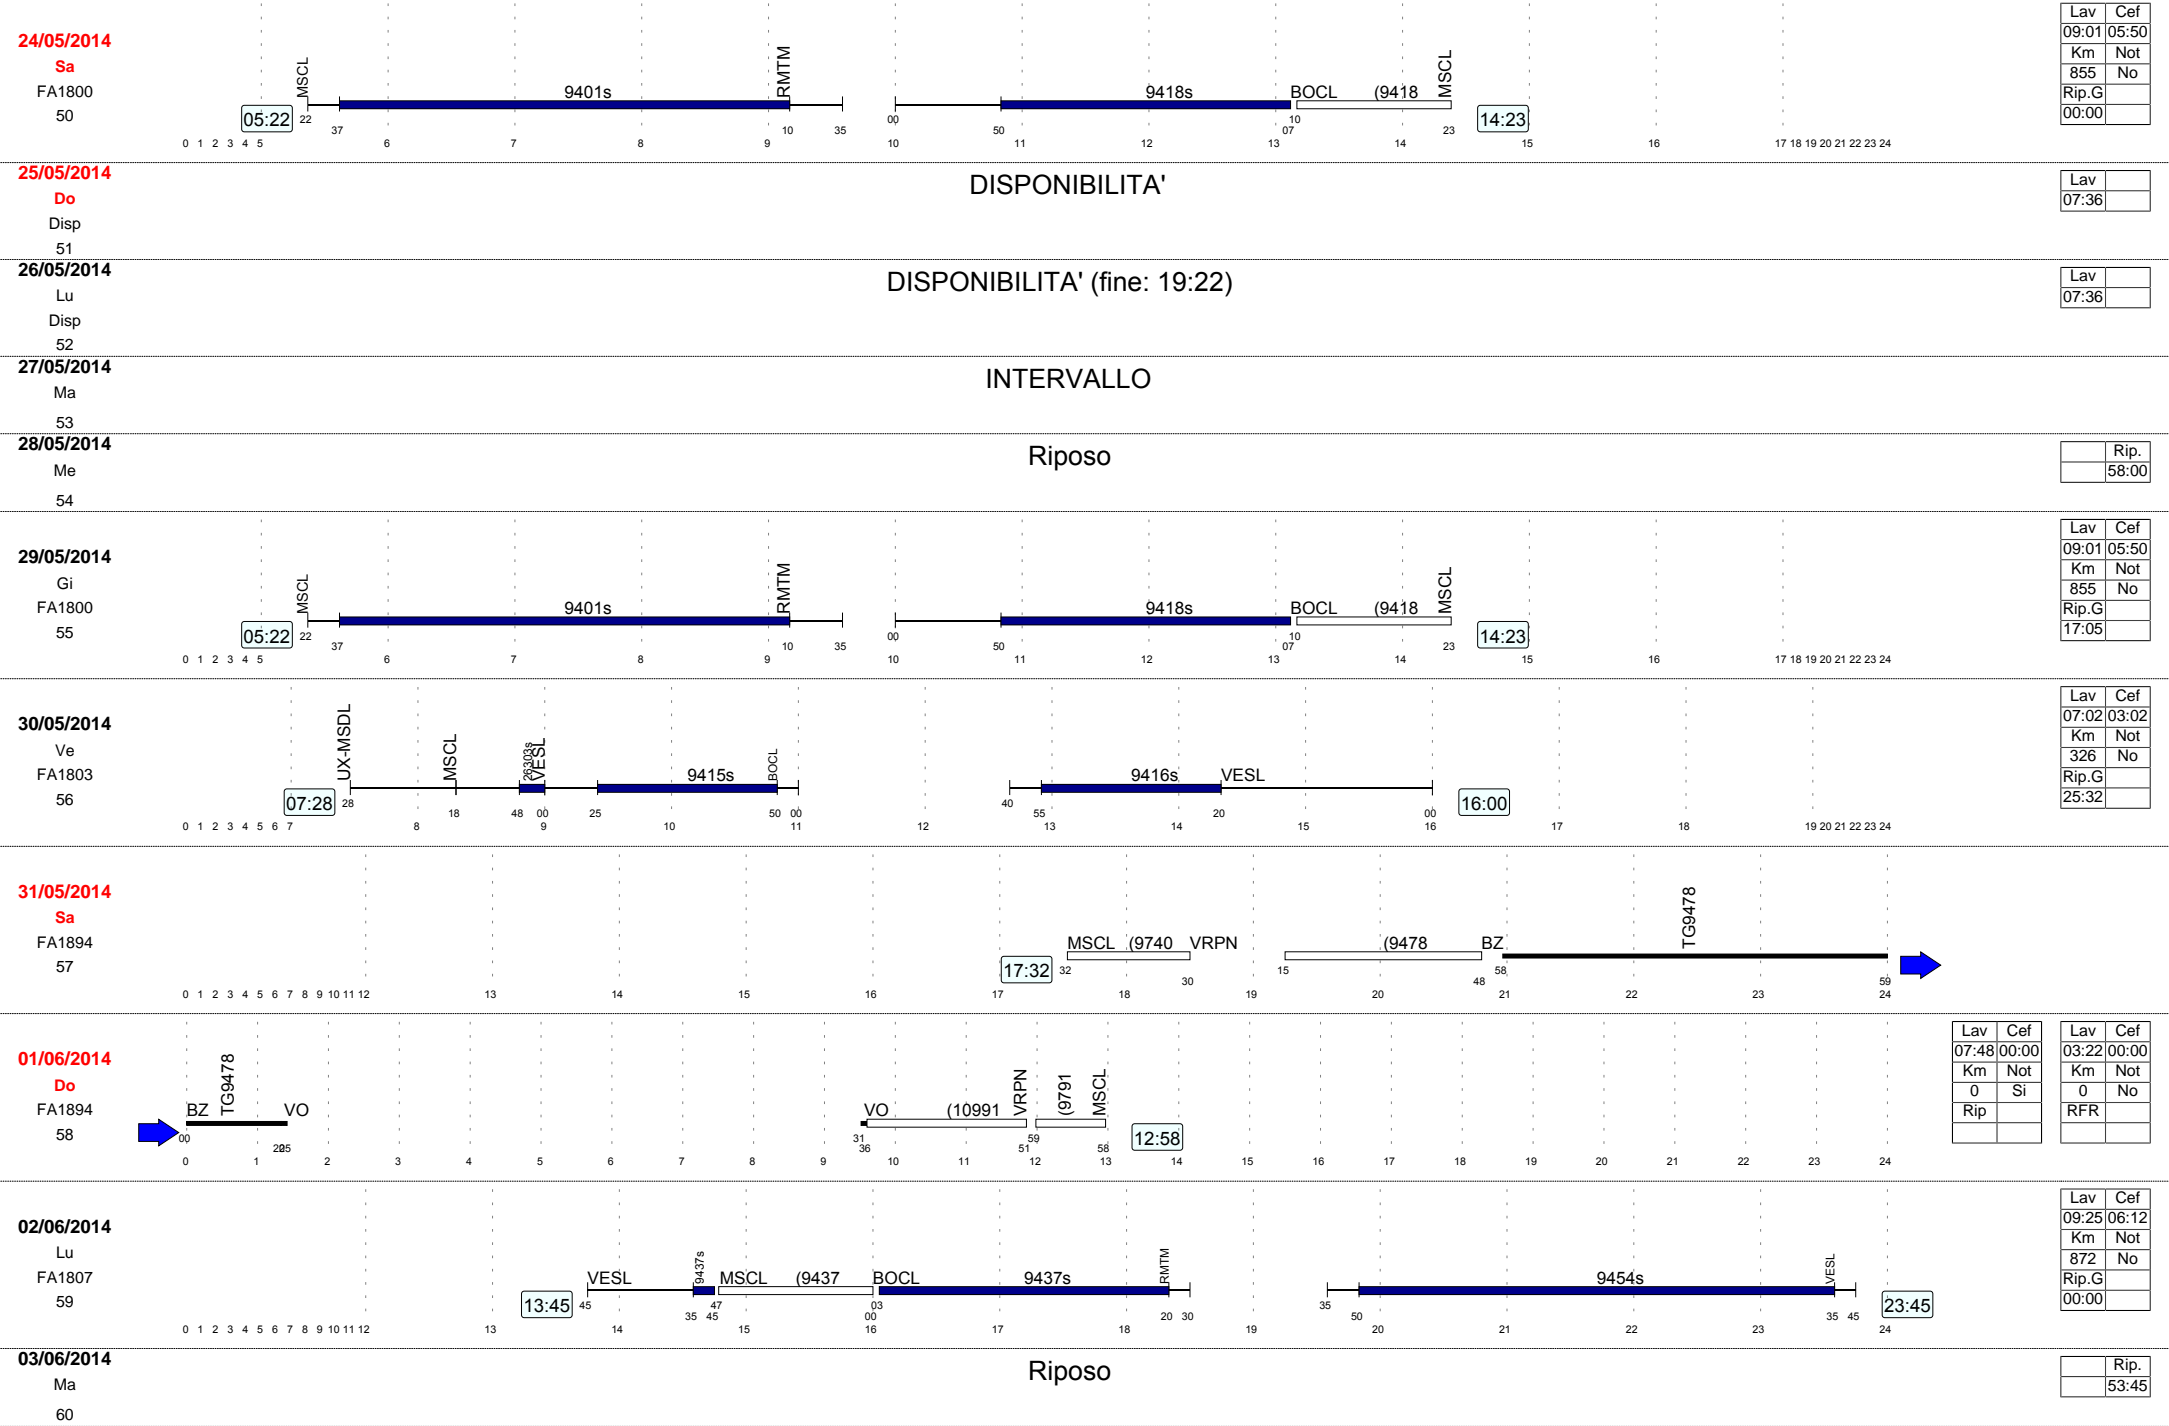 24/05/2014
Sa
FA1800
50
05:22
MSCL
9401s
RMTM
9418s
BOCL
(9418
MSCL
14:23
22 37 10 35 00 50 10 07 23
0 1 2 3 4 5 6 7 8 9 10 11 12 13 14 15 16 17 18 19 20 21 22 23 24
Lav Cef
09:01 05:50
Km Not
855 No
Rip.G
00:00
25/05/2014
Do
Disp
51
DISPONIBILITA'
Lav
07:36
26/05/2014
Lu
Disp
52
DISPONIBILITA' (fine: 19:22)
Lav
07:36
27/05/2014
Ma
53
INTERVALLO
28/05/2014
Me
54
Riposo
Rip.
58:00
29/05/2014
Gi
FA1800
55
05:22
MSCL
9401s
RMTM
9418s
BOCL
(9418
MSCL
14:23
22 37 10 35 00 50 10 07 23
0 1 2 3 4 5 6 7 8 9 10 11 12 13 14 15 16 17 18 19 20 21 22 23 24
Lav Cef
09:01 05:50
Km Not
855 No
Rip.G
17:05
30/05/2014
Ve
FA1803
56
07:28
UX-MSDL
MSCL
26303s
VESL
9415s
BOCL
9416s
VESL
16:00
28 18 48 00 25 50 00 40 55 20 00
0 1 2 3 4 5 6 7 8 9 10 11 12 13 14 15 16 17 18 19 20 21 22 23 24
Lav Cef
07:02 03:02
Km Not
326 No
Rip.G
25:32
31/05/2014
Sa
FA1894
57
17:32
MSCL
(9740
VRPN
(9478
BZ
TG9478
32 30 15 48 58 59
0 1 2 3 4 5 6 7 8 9 10 11 12 13 14 15 16 17 18 19 20 21 22 23 24
01/06/2014
Do
FA1894
58
BZ
TG9478
VO
VO
(10991
VRPN
(9791
MSCL
12:58
00 25 31 36 51 59 58
0 1 2 3 4 5 6 7 8 9 10 11 12 13 14 15 16 17 18 19 20 21 22 23 24
Lav Cef
07:48 00:00
Km Not
0 Si
Rip
Lav Cef
03:22 00:00
Km Not
0 No
RFR
02/06/2014
Lu
FA1807
59
13:45
VESL
9437s
MSCL
(9437
BOCL
9437s
RMTM
9454s
VESL
23:45
45 35 45 47 00 03 20 30 35 50 35 45
0 1 2 3 4 5 6 7 8 9 10 11 12 13 14 15 16 17 18 19 20 21 22 23 24
Lav Cef
09:25 06:12
Km Not
872 No
Rip.G
00:00
03/06/2014
Ma
60
Riposo
Rip.
53:45